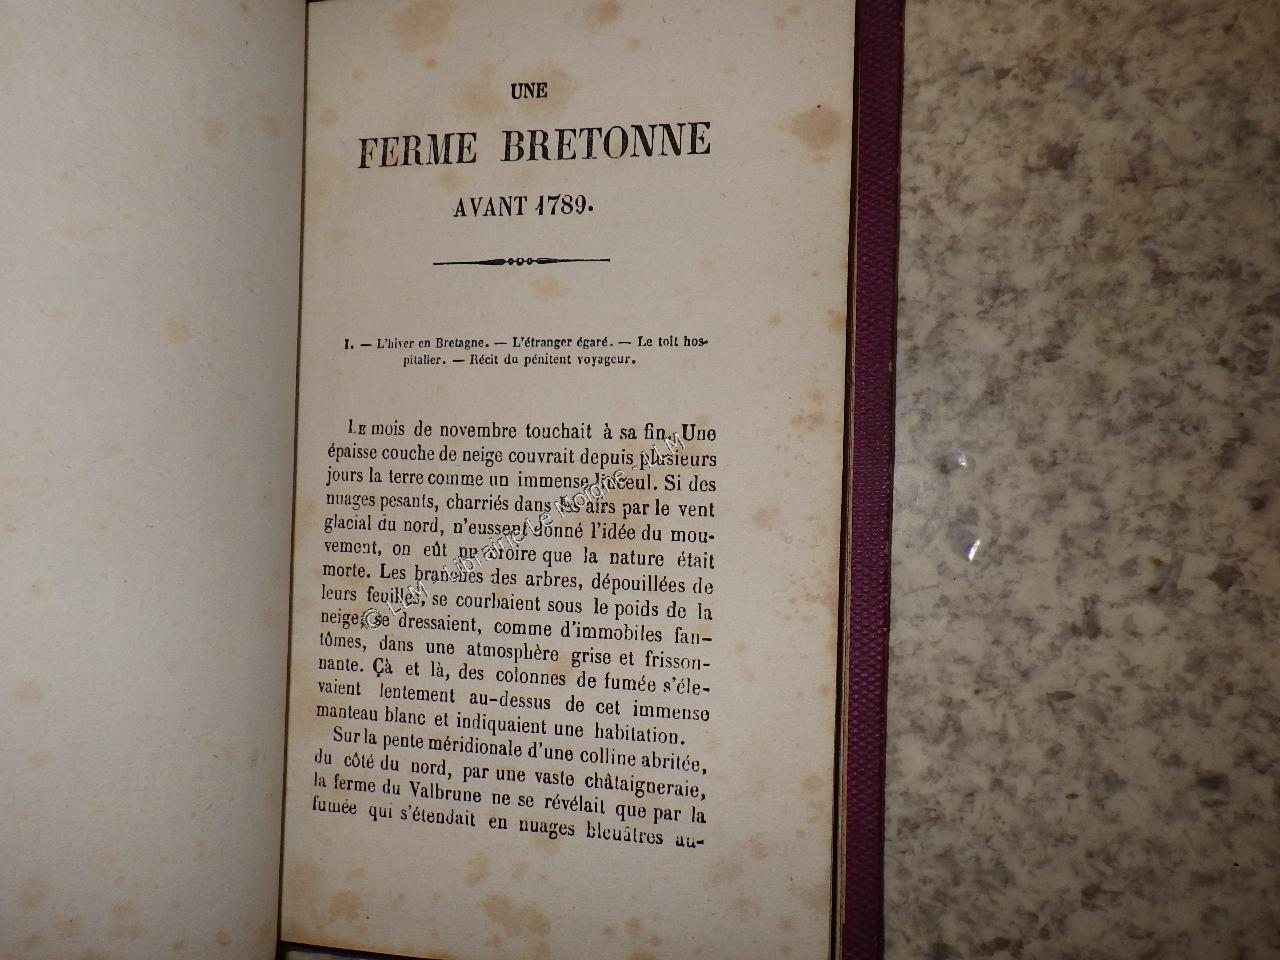 UNE
FERME BRETONNE
AVANT 1789.
I. — L'hiver en Bretagne. — L'étranger égaré. — Le toit hos-
pitalier. — Récit du pénitent voyageur.
LE mois de novembre touchait à sa fin. Une
épaisse couche de neige couvrait depuis plusieurs
jours la terre comme un immense linceul. Si des
nuages pesants, charriés dans les airs par le vent
glacial du nord, n'eussent donné l'idée du mou-
vement, on eût pu croire que la nature était
morte. Les branches des arbres, dépouillées de
leurs feuilles, se courbaient sous le poids de la
neige, se dressaient, comme d'immobiles fan-
tômes, dans une atmosphère grise et frisson-
nante. Çà et là, des colonnes de fumée s'éle-
vaient lentement au-dessus de cet immense
manteau blanc et indiquaient une habitation.
Sur la pente méridionale d'une colline abritée,
du côté du nord, par une vaste châtaigneraie,
la ferme du Valbrune ne se révélait que par la
fumée qui s'étendait en nuages bleuâtres au-
© LLM - Librairie Le Moigne - LLM